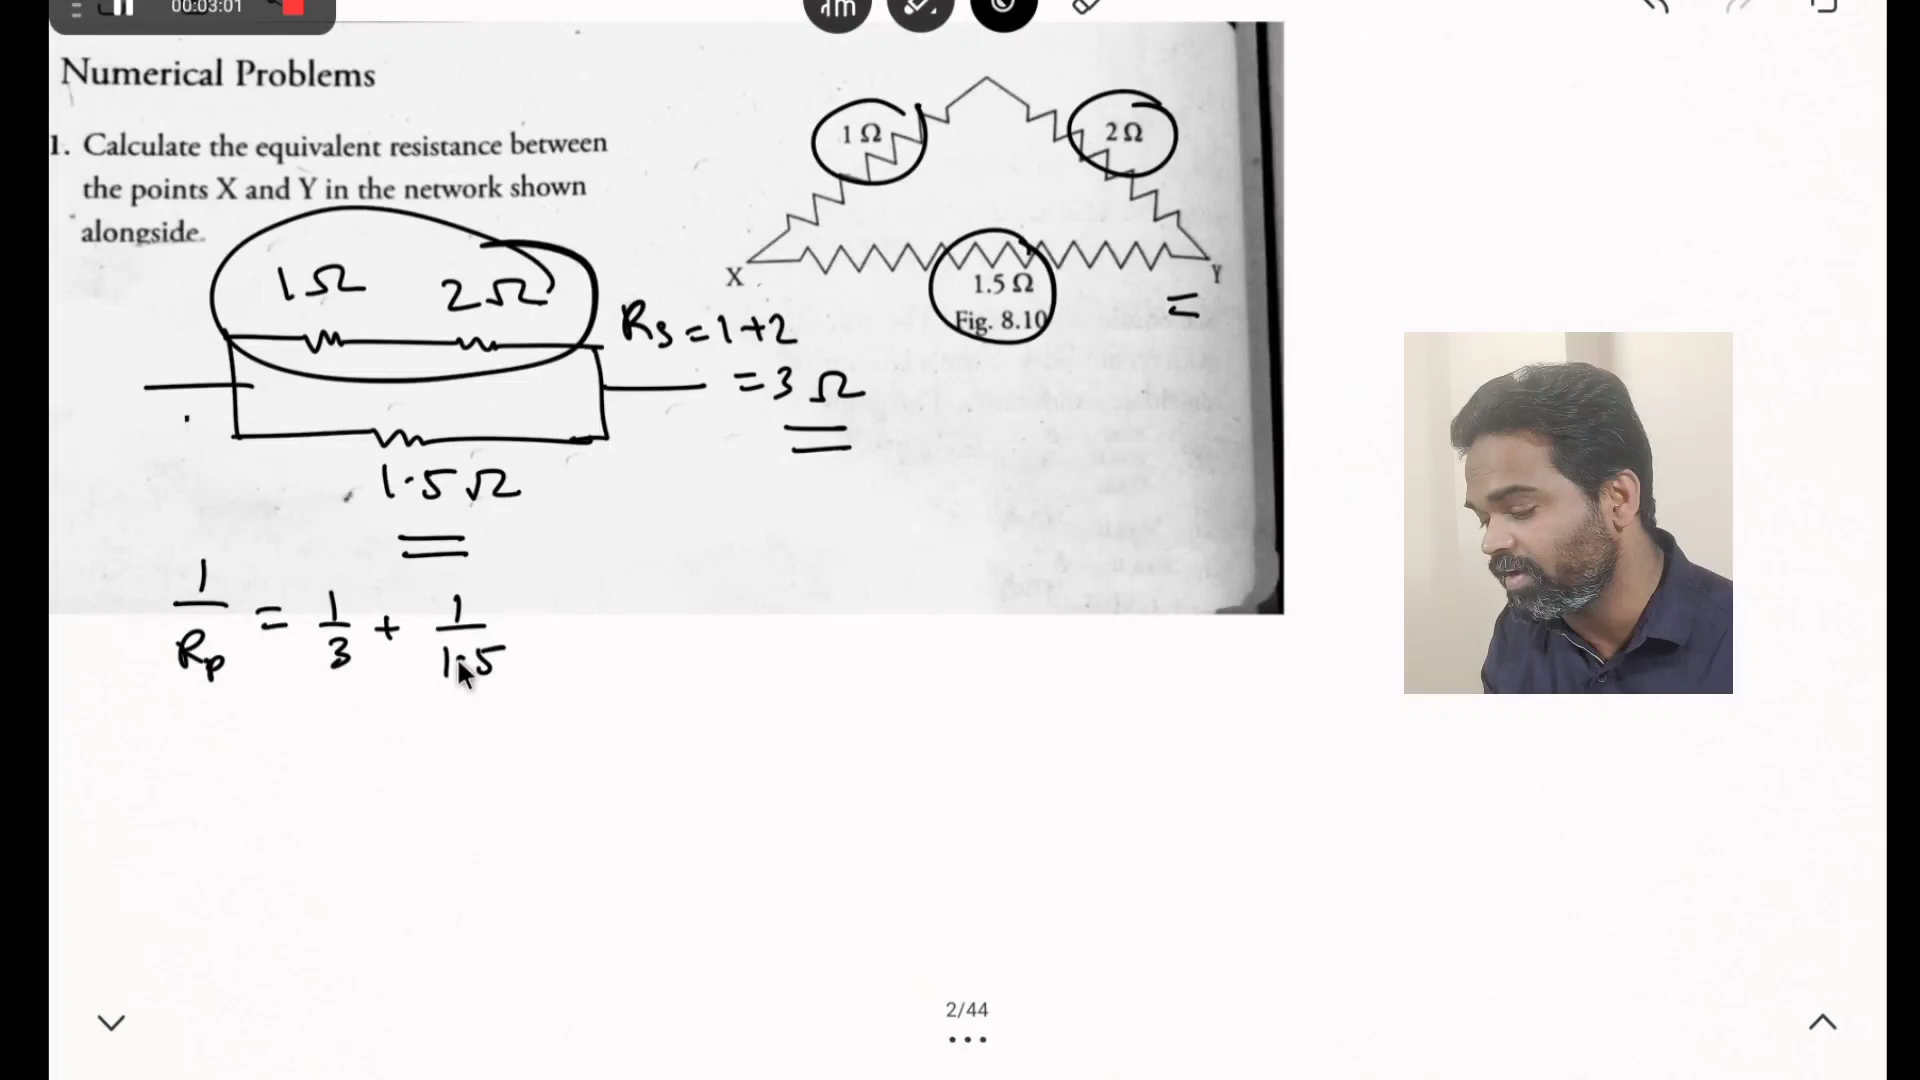 00:03:01
Numerical Problems
1. Calculate the equivalent resistance between
the points X and Y in the network shown
alongside.
1 Ω
2 Ω
X
Y
1.5 Ω
Fig. 8.10
1Ω 2Ω
Rs = 1+2
= 3 Ω
1.5 Ω
1/Rp = 1/3 + 1/1.5
=
2/44